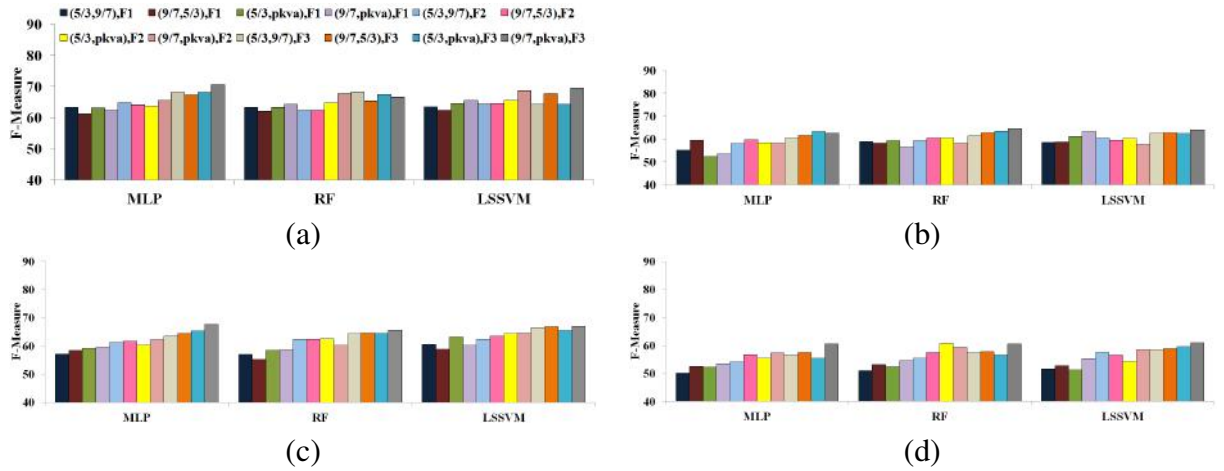 (5/3,9/7),F1 (9/7,5/3),F1 (5/3,pkva),F1 (9/7,pkva),F1 (5/3,9/7),F2 (9/7,5/3),F2
(5/3,pkva),F2 (9/7,pkva),F2 (5/3,9/7),F3 (9/7,5/3),F3 (5/3,pkva),F3 (9/7,pkva),F3
F-Measure
90
80
70
60
50
40
MLP RF LSSVM
(a)
F-Measure
90
80
70
60
50
40
MLP RF LSSVM
(b)
F-Measure
90
80
70
60
50
40
MLP RF LSSVM
(c)
F-Measure
90
80
70
60
50
40
MLP RF LSSVM
(d)